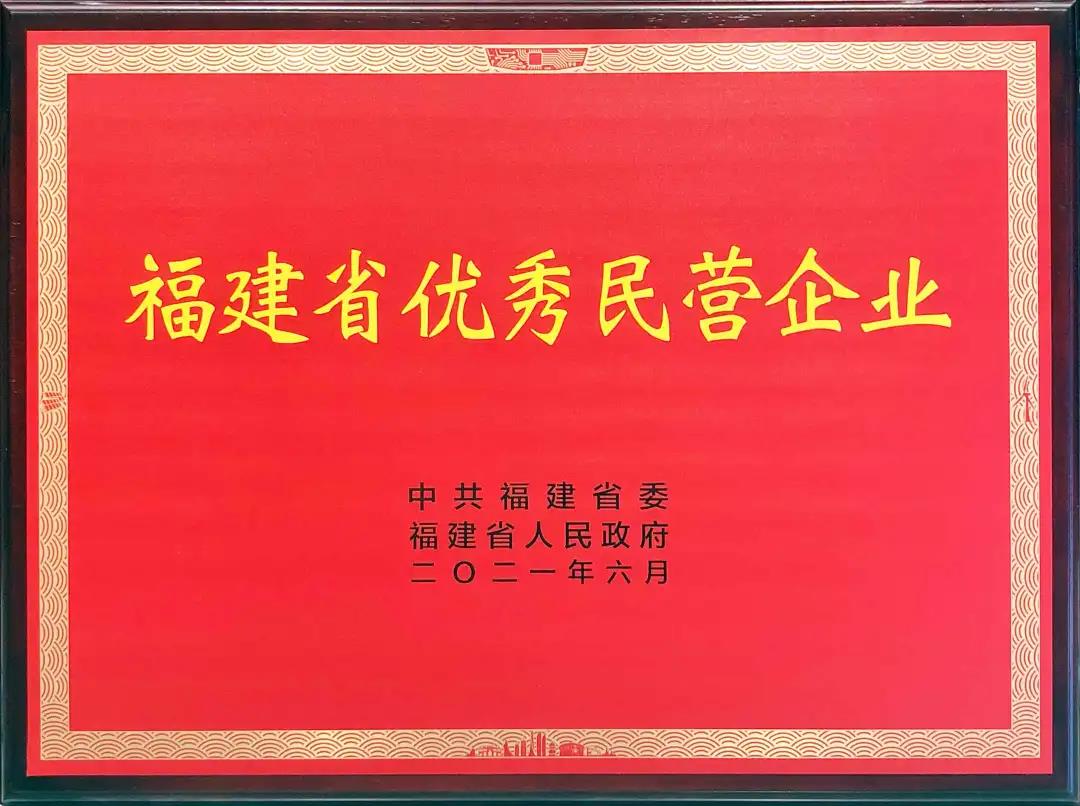 福建省优秀民营企业
中共福建省委
福建省人民政府
二〇二一年六月